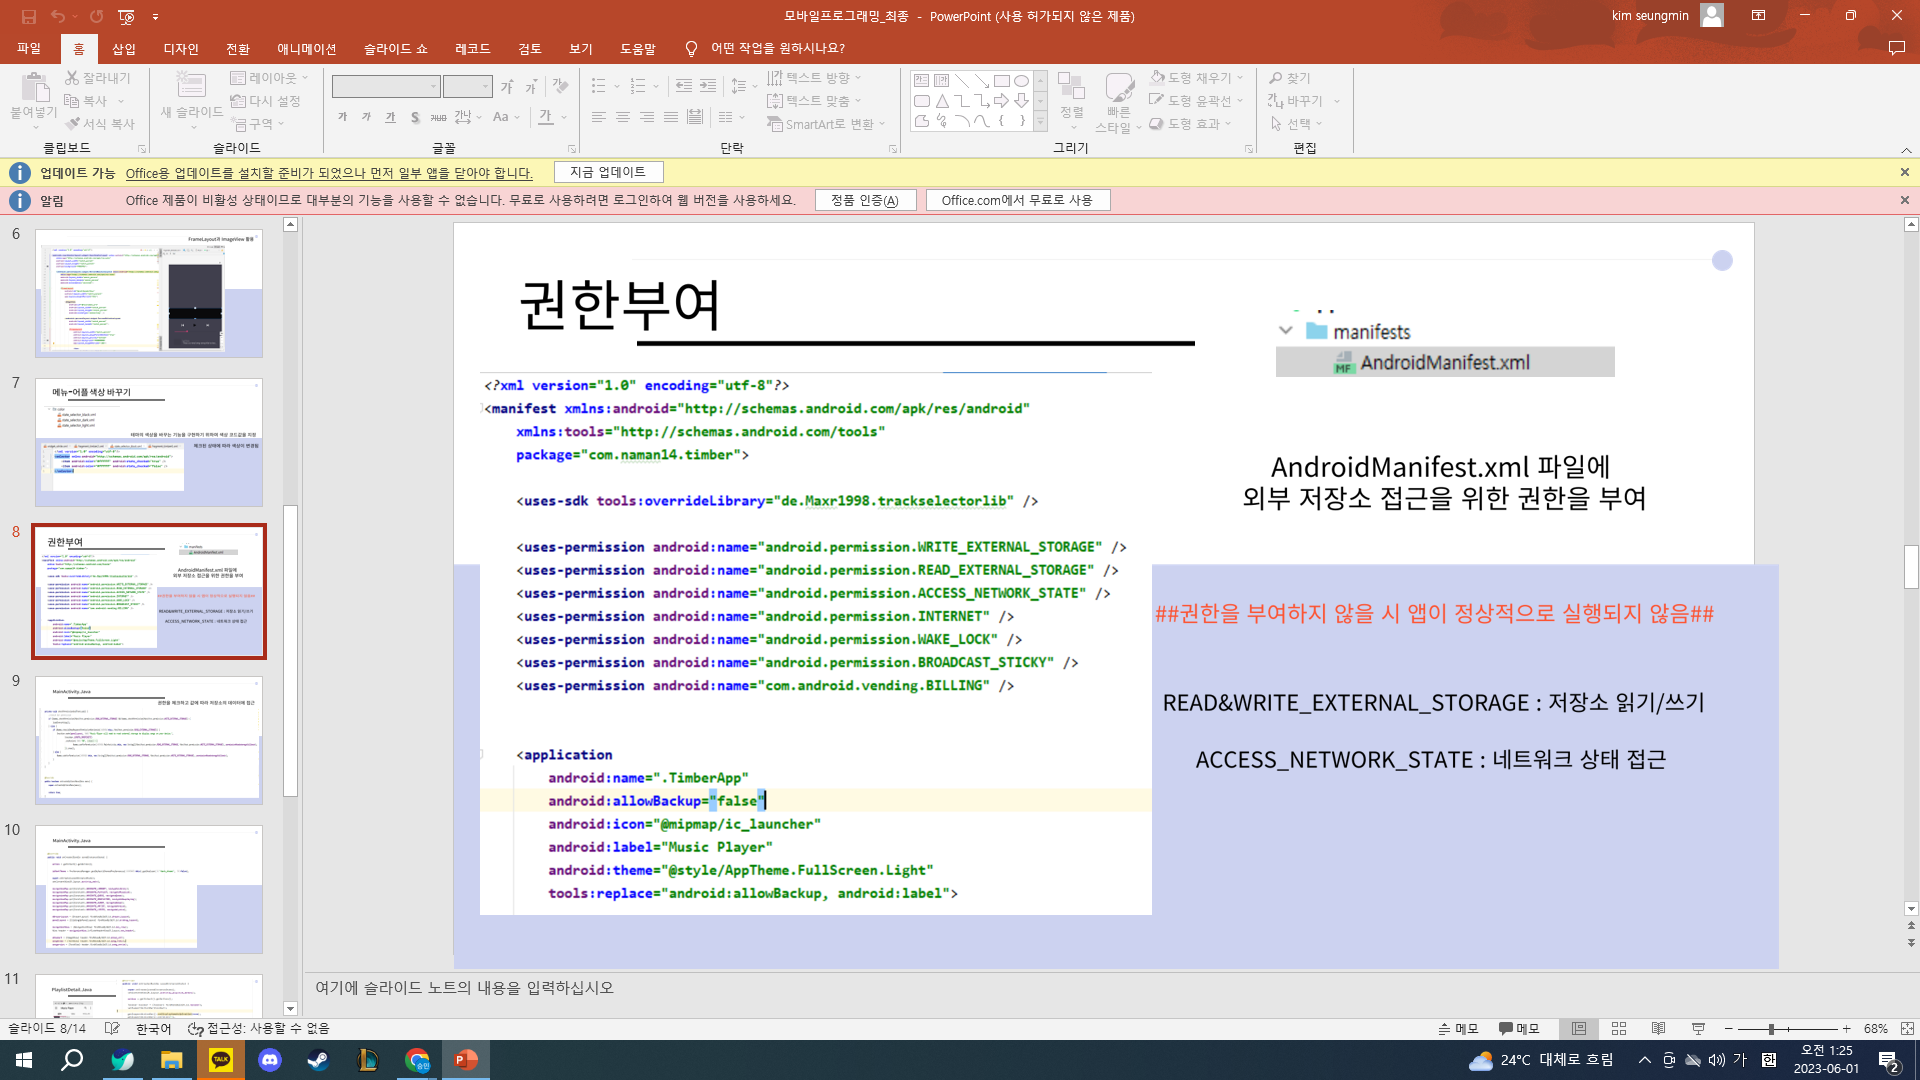 모바일프로그래밍_최종 - PowerPoint (사용 허가되지 않은 제품)
kim seungmin
파일 홈 삽입 디자인 전환 애니메이션 슬라이드 쇼 레코드 검토 보기 도움말 어떤 작업을 원하시나요?
붙여넣기
잘라내기
복사
서식 복사
클립보드
새 슬라이드
레이아웃
다시 설정
구역
슬라이드
글꼴
텍스트 방향
텍스트 맞춤
SmartArt로 변환
단락
정렬
빠른 스타일
도형 채우기
도형 윤곽선
도형 효과
그리기
찾기
바꾸기
선택
편집
업데이트 가능 Office용 업데이트를 설치할 준비가 되었으나 먼저 일부 앱을 닫아야 합니다. 지금 업데이트
알림 Office 제품이 비활성 상태이므로 대부분의 기능을 사용할 수 없습니다. 무료로 사용하려면 로그인하여 웹 버전을 사용하세요. 정품 인증(A) Office.com에서 무료로 사용
6
FrameLayout과 ImageView 활용
7
메뉴-어플 색상 바꾸기
8
권한부여
9
MainActivity.Java
10
MainActivity.Java
11
PlaylistDetail.Java
권한부여
manifests
AndroidManifest.xml
<?xml version="1.0" encoding="utf-8"?>
<manifest xmlns:android="http://schemas.android.com/apk/res/android"
xmlns:tools="http://schemas.android.com/tools"
package="com.naman14.timber">
<uses-sdk tools:overrideLibrary="de.Maxr1998.trackselectorlib" />
<uses-permission android:name="android.permission.WRITE_EXTERNAL_STORAGE" />
<uses-permission android:name="android.permission.READ_EXTERNAL_STORAGE" />
<uses-permission android:name="android.permission.ACCESS_NETWORK_STATE" />
<uses-permission android:name="android.permission.INTERNET" />
<uses-permission android:name="android.permission.WAKE_LOCK" />
<uses-permission android:name="android.permission.BROADCAST_STICKY" />
<uses-permission android:name="com.android.vending.BILLING" />
<application
android:name=".TimberApp"
android:allowBackup="false"
android:icon="@mipmap/ic_launcher"
android:label="Music Player"
android:theme="@style/AppTheme.FullScreen.Light"
tools:replace="android:allowBackup, android:label">
AndroidManifest.xml 파일에
외부 저장소 접근을 위한 권한을 부여
##권한을 부여하지 않을 시 앱이 정상적으로 실행되지 않음##
READ&WRITE_EXTERNAL_STORAGE : 저장소 읽기/쓰기
ACCESS_NETWORK_STATE : 네트워크 상태 접근
여기에 슬라이드 노트의 내용을 입력하십시오
슬라이드 8/14 한국어 접근성: 사용할 수 없음 메모 메모 68%
24°C 대체로 흐림 가 한 오전 1:25
2023-06-01
2